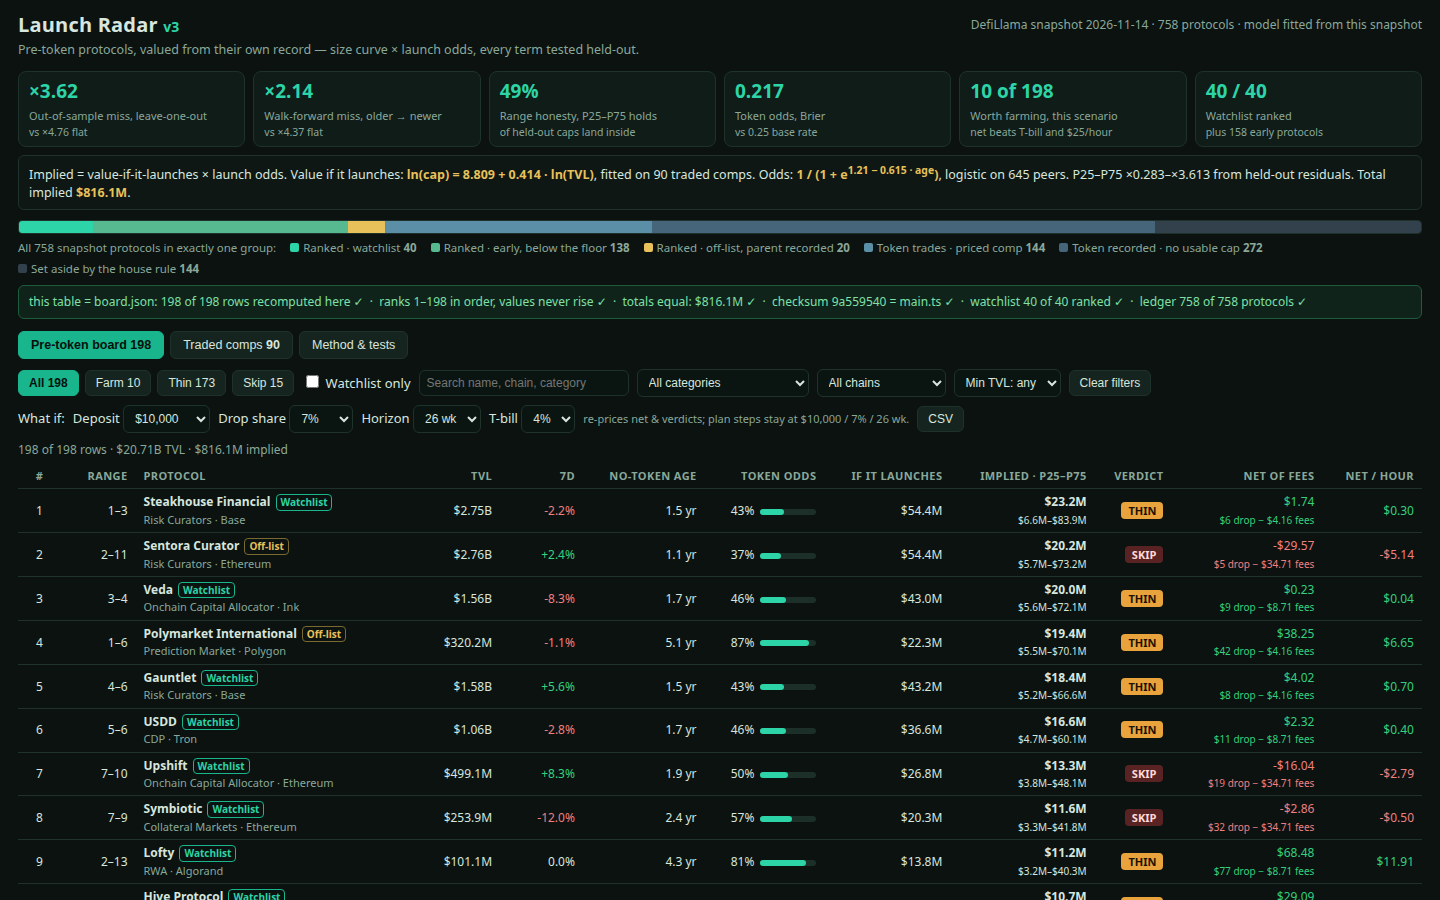 Launch Radar v3
DefiLlama snapshot 2026-11-14 · 758 protocols · model fitted from this snapshot
Pre-token protocols, valued from their own record — size curve × launch odds, every term tested held-out.
×3.62
Out-of-sample miss, leave-one-out
vs ×4.76 flat
×2.14
Walk-forward miss, older → newer
vs ×4.37 flat
49%
Range honesty, P25–P75 holds
of held-out caps land inside
0.217
Token odds, Brier
vs 0.25 base rate
10 of 198
Worth farming, this scenario
net beats T-bill and $25/hour
40 / 40
Watchlist ranked
plus 158 early protocols
Implied = value-if-it-launches × launch odds. Value if it launches: ln(cap) = 8.809 + 0.414 · ln(TVL), fitted on 90 traded comps. Odds: 1 / (1 + e1.21 − 0.615 · age), logistic on 645 peers. P25–P75 ×0.283–×3.613 from held-out residuals. Total
implied $816.1M.
All 758 snapshot protocols in exactly one group: Ranked · watchlist 40 Ranked · early, below the floor 138 Ranked · off-list, parent recorded 20 Token trades · priced comp 144 Token recorded · no usable cap 272
Set aside by the house rule 144
this table = board.json: 198 of 198 rows recomputed here ✓ · ranks 1–198 in order, values never rise ✓ · totals equal: $816.1M ✓ · checksum 9a559540 = main.ts ✓ · watchlist 40 of 40 ranked ✓ · ledger 758 of 758 protocols ✓
Pre-token board 198 Traded comps 90 Method & tests
All 198 Farm 10 Thin 173 Skip 15 Watchlist only Search name, chain, category All categories All chains Min TVL: any Clear filters
What if: Deposit $10,000 Drop share 7% Horizon 26 wk T-bill 4% re-prices net & verdicts; plan steps stay at $10,000 / 7% / 26 wk. CSV
198 of 198 rows · $20.71B TVL · $816.1M implied
# RANGE PROTOCOL TVL 7D NO-TOKEN AGE TOKEN ODDS IF IT LAUNCHES IMPLIED · P25–P75 VERDICT NET OF FEES NET / HOUR
1 1–3 Steakhouse Financial Watchlist $2.75B -2.2% 1.5 yr 43% $54.4M $23.2M THIN $1.74 $0.30
Risk Curators · Base $6.6M–$83.9M $6 drop − $4.16 fees
2 2–11 Sentora Curator Off-list $2.76B +2.4% 1.1 yr 37% $54.4M $20.2M SKIP -$29.57 -$5.14
Risk Curators · Ethereum $5.7M–$73.2M $5 drop − $34.71 fees
3 3–4 Veda Watchlist $1.56B -8.3% 1.7 yr 46% $43.0M $20.0M THIN $0.23 $0.04
Onchain Capital Allocator · Ink $5.6M–$72.1M $9 drop − $8.71 fees
4 1–6 Polymarket International Off-list $320.2M -1.1% 5.1 yr 87% $22.3M $19.4M THIN $38.25 $6.65
Prediction Market · Polygon $5.5M–$70.1M $42 drop − $4.16 fees
5 4–6 Gauntlet Watchlist $1.58B +5.6% 1.5 yr 43% $43.2M $18.4M THIN $4.02 $0.70
Risk Curators · Base $5.2M–$66.6M $8 drop − $4.16 fees
6 5–6 USDD Watchlist $1.06B -2.8% 1.7 yr 46% $36.6M $16.6M THIN $2.32 $0.40
CDP · Tron $4.7M–$60.1M $11 drop − $8.71 fees
7 7–10 Upshift Watchlist $499.1M +8.3% 1.9 yr 50% $26.8M $13.3M SKIP -$16.04 -$2.79
Onchain Capital Allocator · Ethereum $3.8M–$48.1M $19 drop − $34.71 fees
8 7–9 Symbiotic Watchlist $253.9M -12.0% 2.4 yr 57% $20.3M $11.6M SKIP -$2.86 -$0.50
Collateral Markets · Ethereum $3.3M–$41.8M $32 drop − $34.71 fees
9 2–13 Lofty Watchlist $101.1M 0.0% 4.3 yr 81% $13.8M $11.2M THIN $68.48 $11.91
RWA · Algorand $3.2M–$40.3M $77 drop − $8.71 fees
Hive Protocol Watchlist $10.7M $29.09